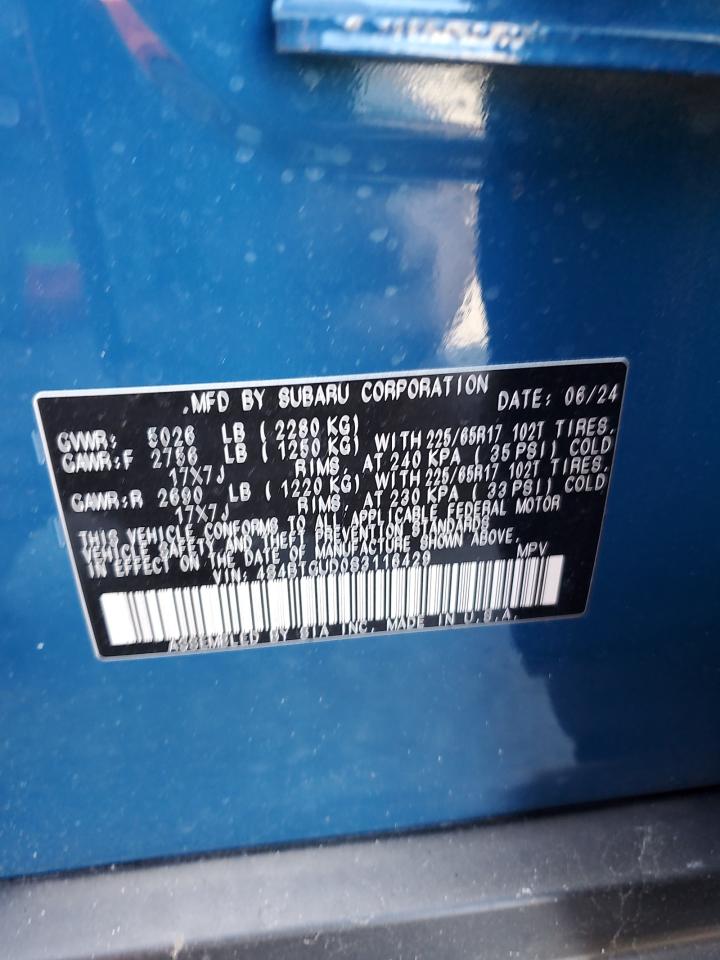 .MFD BY SUBARU CORPORATION DATE: 06/24
GVWR: 5026 LB ( 2280 KG)
GAWR:F 2756 LB ( 1250 KG) WITH 225/65R17 102T TIRES,
17X7J RIMS, AT 240 KPA ( 35 PSI) COLD
GAWR:R 2690 LB ( 1220 KG) WITH 225/65R17 102T TIRES,
17X7J RIMS, AT 230 KPA ( 33 PSI) COLD
THIS VEHICLE CONFORMS TO ALL APPLICABLE FEDERAL MOTOR
VEHICLE SAFETY, AND THEFT PREVENTION STANDARDS
IN EFFECT ON THE DATE OF MANUFACTURE SHOWN ABOVE.
VIN: MPV
ASSEMBLED BY SIA INC. MADE IN U.S.A.